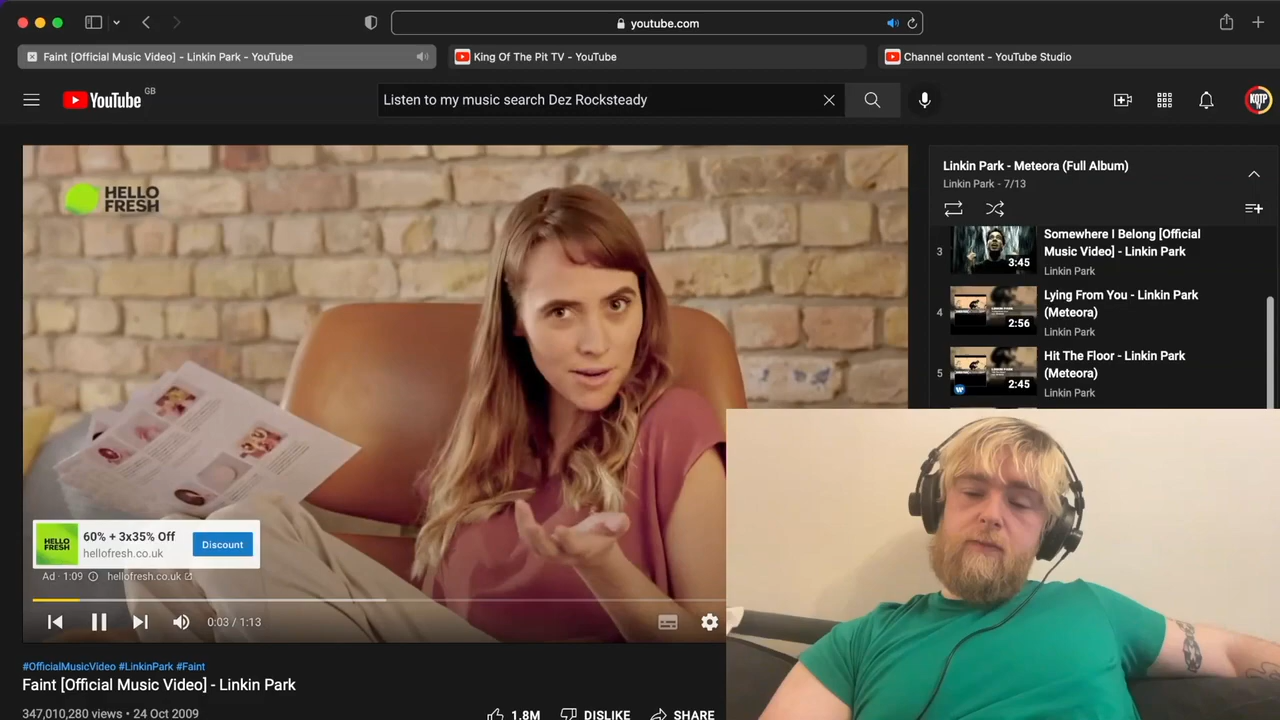 youtube.com
Faint [Official Music Video] - Linkin Park - YouTube
King Of The Pit TV - YouTube
Channel content - YouTube Studio
YouTube GB
Listen to my music search Dez Rocksteady
KOTP
TV
HELLO
FRESH
Linkin Park - Meteora (Full Album)
Linkin Park - 7/13
3
3:45
Somewhere I Belong [Official
Music Video] - Linkin Park
Linkin Park
4
2:56
Lying From You - Linkin Park
(Meteora)
Linkin Park
5
2:45
Hit The Floor - Linkin Park
(Meteora)
Linkin Park
HELLO
FRESH
60% + 3x35% Off
hellofresh.co.uk
Discount
Ad · 1:09 hellofresh.co.uk
0:03 / 1:13
#OfficialMusicVideo #LinkinPark #Faint
Faint [Official Music Video] - Linkin Park
347,010,280 views • 24 Oct 2009
1.8M DISLIKE SHARE